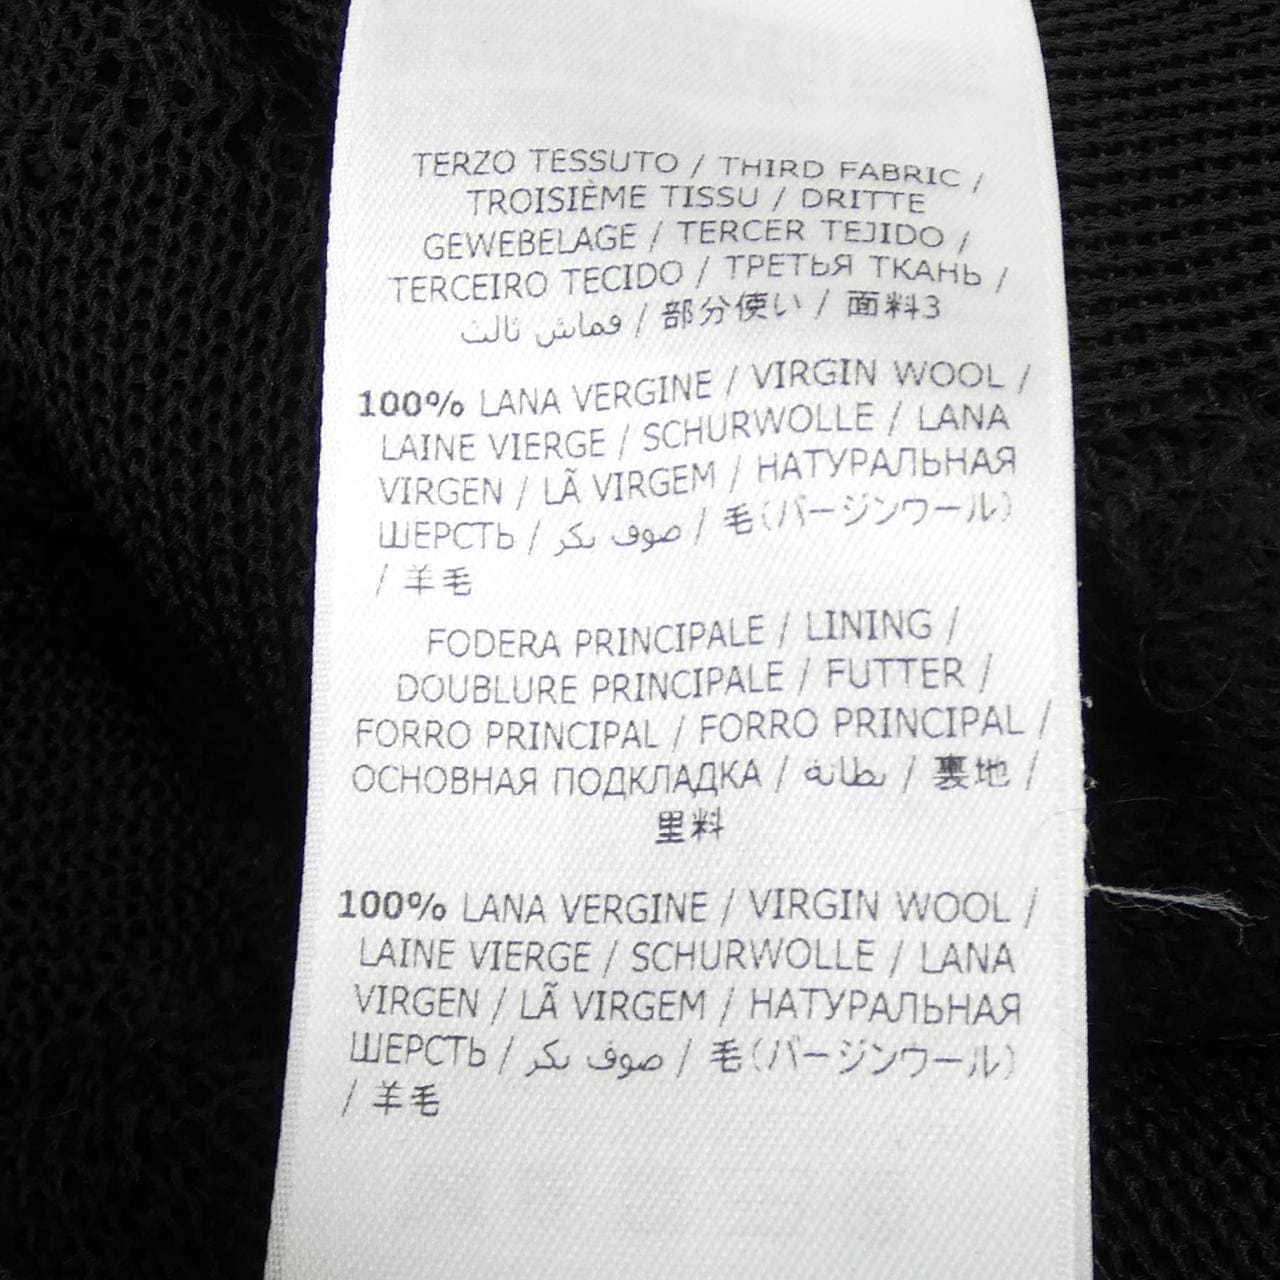 TERZO TESSUTO / THIRD FABRIC /
TROISIÈME TISSU / DRITTE
GEWEBELAGE / TERCER TEJIDO /
TERCEIRO TECIDO / ТРЕТЬЯ ТКАНЬ /
قماش ثالث / 部分使い / 面料3
100% LANA VERGINE / VIRGIN WOOL /
LAINE VIERGE / SCHURWOLLE / LANA
VIRGEN / LÃ VIRGEM / НАТУРАЛЬНАЯ
ШЕРСТЬ / صوف بكر / 毛(バージンウール)
/ 羊毛
FODERA PRINCIPALE / LINING /
DOUBLURE PRINCIPALE / FUTTER /
FORRO PRINCIPAL / FORRO PRINCIPAL /
ОСНОВНАЯ ПОДКЛАДКА / بطانة / 裏地 /
里料
100% LANA VERGINE / VIRGIN WOOL /
LAINE VIERGE / SCHURWOLLE / LANA
VIRGEN / LÃ VIRGEM / НАТУРАЛЬНАЯ
ШЕРСТЬ / صوف بكر / 毛(バージンウール)
/ 羊毛